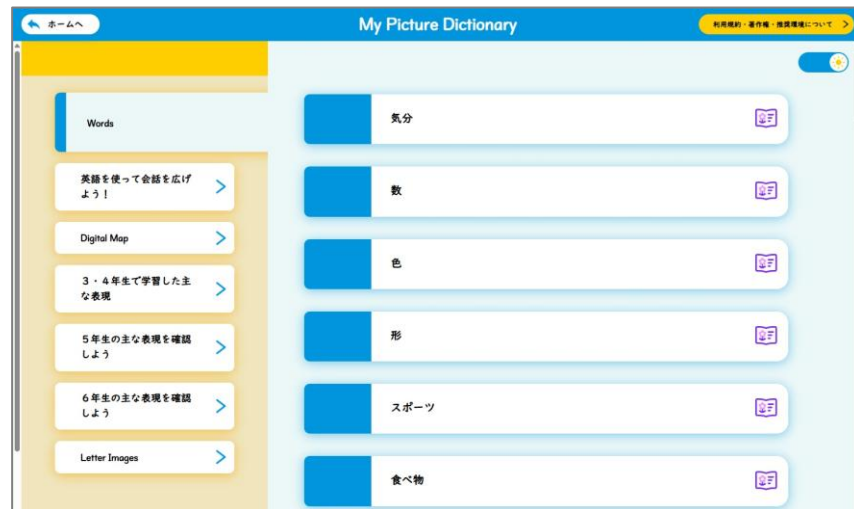 ホームへ
My Picture Dictionary
利用規約・著作権・推奨環境について
Words
英語を使って会話を広げ
よう！
Digital Map
３・４年生で学習した主
な表現
５年生の主な表現を確認
しよう
６年生の主な表現を確認
しよう
Letter Images
気分
数
色
形
スポーツ
食べ物